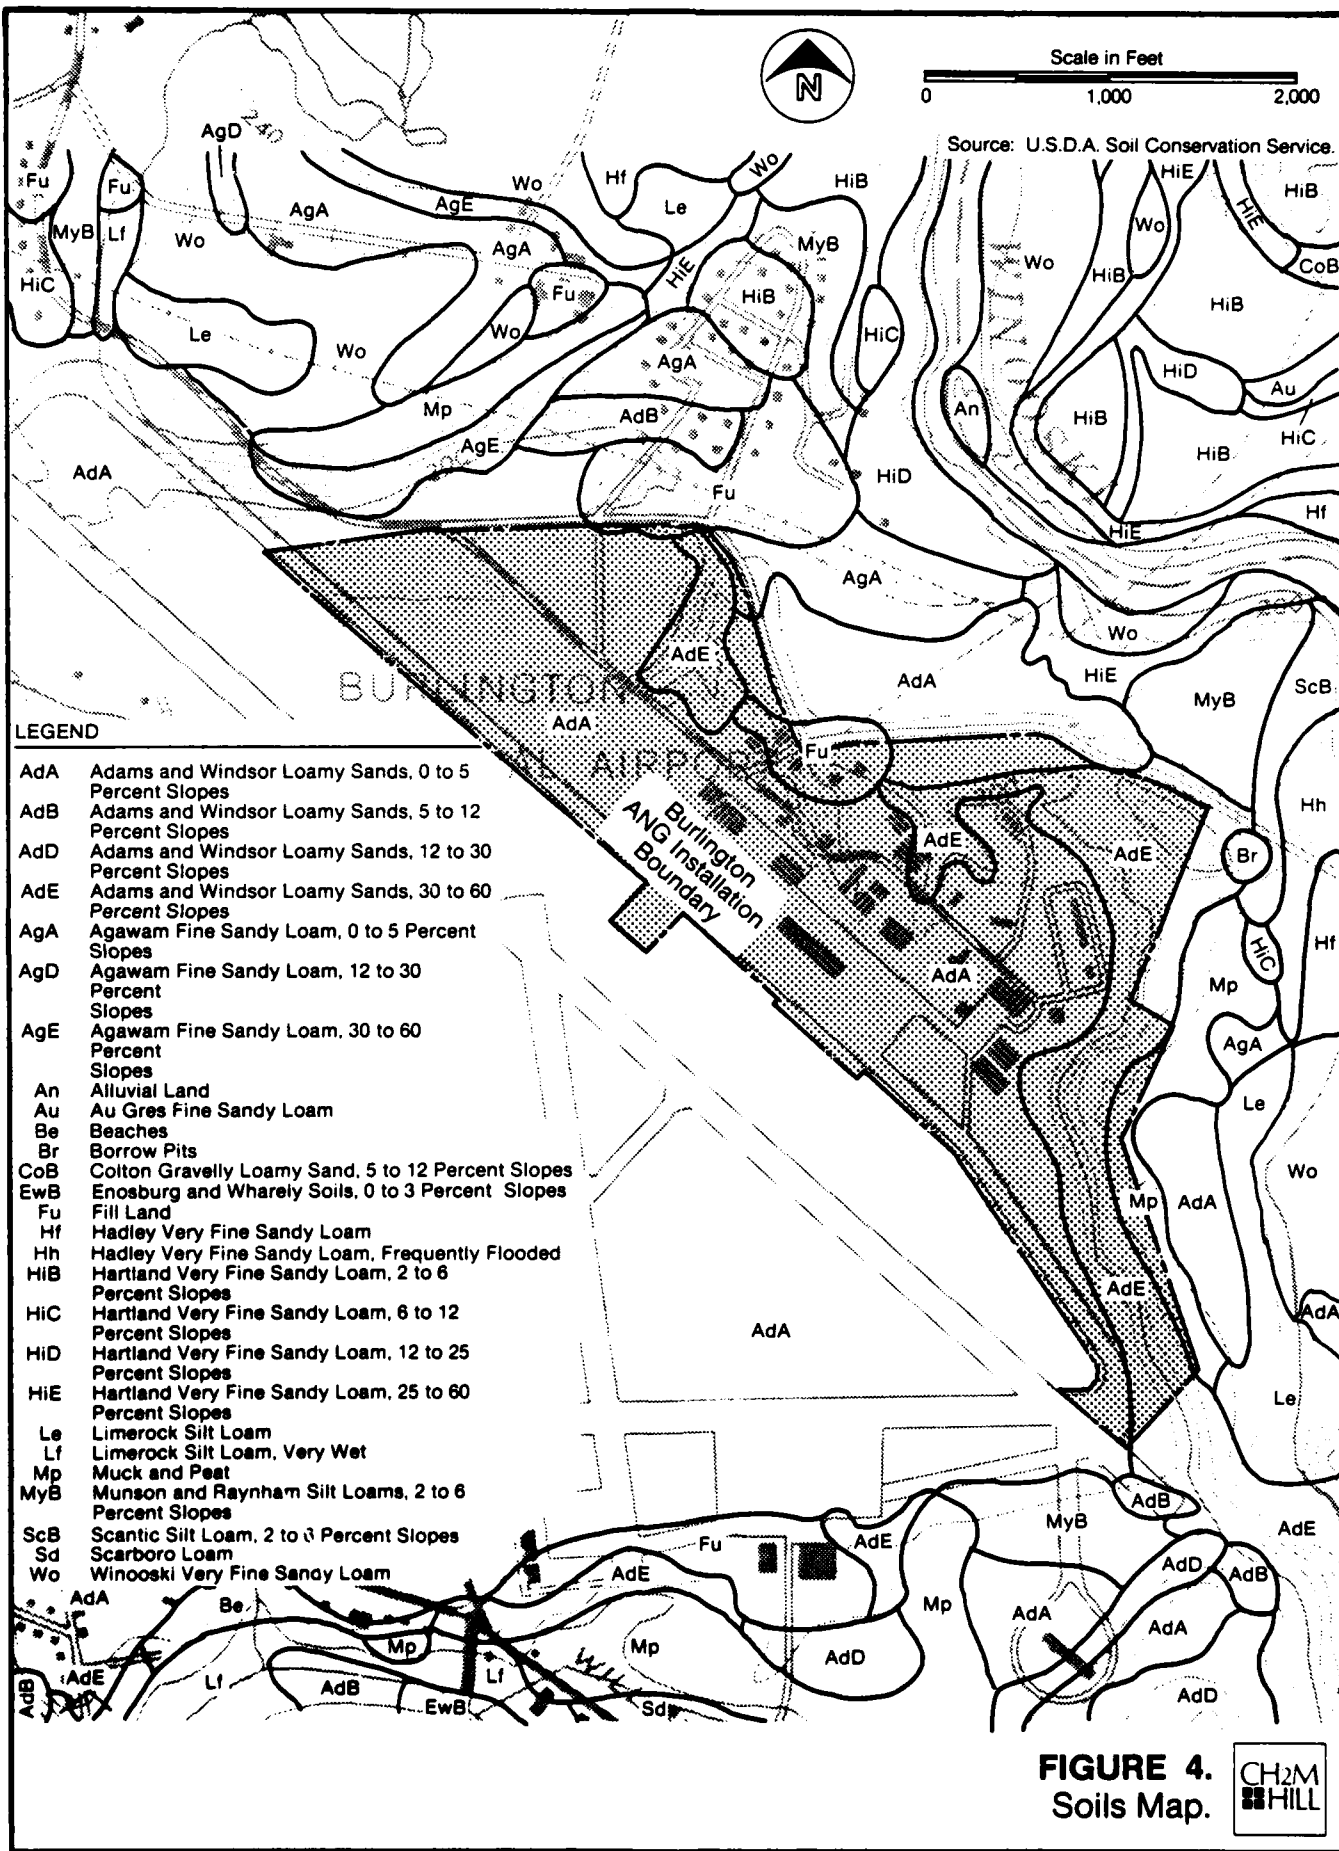 N
Scale in Feet
0 1,000 2,000
Source: U.S.D.A. Soil Conservation Service.
240
AgD
Fu
Fu
MyB
Lf
HiC
Wo
AgA
AgE
Wo
AgA
Fu
Wo
Le
Wo
Hf
Le
Wo
HiB
MyB
HiE
HiB
HiC
AgA
AdB
Mp
AgE
AdA
Fu
HiD
An
Wo
HiE
Wo
HiB
HiE
HiB
CoB
HiB
HiD
Au
HiC
HiB
HiB
HiE
Hf
AgA
Wo
AdE
AdA
HiE
MyB
ScB
BURLINGTON
AdA
AIRPORT
Fu
Burlington
ANG Installation
Boundary
AdE
AdE
Hh
Br
HiC
Hf
AdA
Mp
AgA
Le
Wo
Mp
AdA
AdE
AdA
AdA
Le
LEGEND
AdA Adams and Windsor Loamy Sands, 0 to 5
Percent Slopes
AdB Adams and Windsor Loamy Sands, 5 to 12
Percent Slopes
AdD Adams and Windsor Loamy Sands, 12 to 30
Percent Slopes
AdE Adams and Windsor Loamy Sands, 30 to 60
Percent Slopes
AgA Agawam Fine Sandy Loam, 0 to 5 Percent
Slopes
AgD Agawam Fine Sandy Loam, 12 to 30
Percent
Slopes
AgE Agawam Fine Sandy Loam, 30 to 60
Percent
Slopes
An Alluvial Land
Au Au Gres Fine Sandy Loam
Be Beaches
Br Borrow Pits
CoB Colton Gravelly Loamy Sand, 5 to 12 Percent Slopes
EwB Enosburg and Wharely Soils, 0 to 3 Percent Slopes
Fu Fill Land
Hf Hadley Very Fine Sandy Loam
Hh Hadley Very Fine Sandy Loam, Frequently Flooded
HiB Hartland Very Fine Sandy Loam, 2 to 6
Percent Slopes
HiC Hartland Very Fine Sandy Loam, 6 to 12
Percent Slopes
HiD Hartland Very Fine Sandy Loam, 12 to 25
Percent Slopes
HiE Hartland Very Fine Sandy Loam, 25 to 60
Percent Slopes
Le Limerock Silt Loam
Lf Limerock Silt Loam, Very Wet
Mp Muck and Peat
MyB Munson and Raynham Silt Loams, 2 to 6
Percent Slopes
ScB Scantic Silt Loam, 2 to 6 Percent Slopes
Sd Scarboro Loam
Wo Winooski Very Fine Sandy Loam
AdA
Be
AdE
AdB
Lf
Mp
AdB
EwB
Lf
AdE
Mp
Sd
Fu
AdE
AdD
Mp
MyB
AdB
AdE
AdD
AdB
AdA
AdA
AdD
FIGURE 4.
Soils Map.
CH2M
HILL